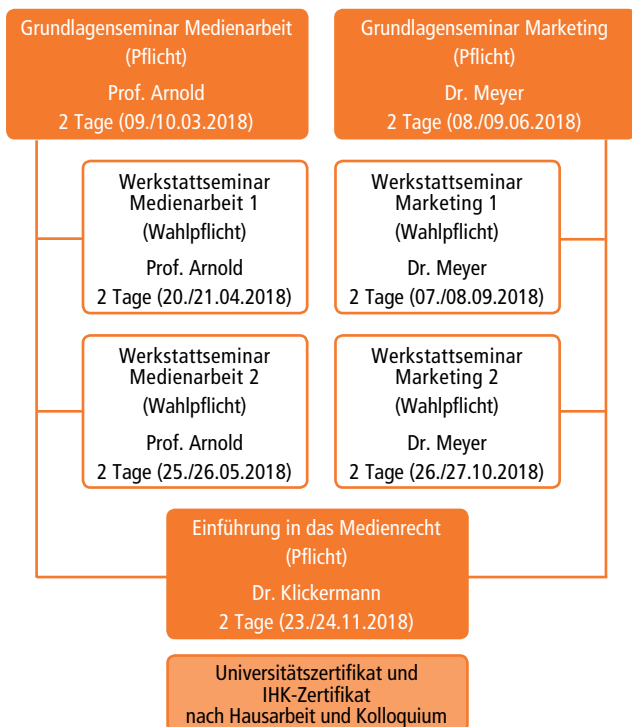 Grundlagenseminar Medienarbeit
(Pflicht)
Prof. Arnold
2 Tage (09./10.03.2018)
Grundlagenseminar Marketing
(Pflicht)
Dr. Meyer
2 Tage (08./09.06.2018)
Werkstattseminar
Medienarbeit 1
(Wahlpflicht)
Prof. Arnold
2 Tage (20./21.04.2018)
Werkstattseminar
Marketing 1
(Wahlpflicht)
Dr. Meyer
2 Tage (07./08.09.2018)
Werkstattseminar
Medienarbeit 2
(Wahlpflicht)
Prof. Arnold
2 Tage (25./26.05.2018)
Werkstattseminar
Marketing 2
(Wahlpflicht)
Dr. Meyer
2 Tage (26./27.10.2018)
Einführung in das Medienrecht
(Pflicht)
Dr. Klickermann
2 Tage (23./24.11.2018)
Universitätszertifikat und
IHK-Zertifikat
nach Hausarbeit und Kolloquium